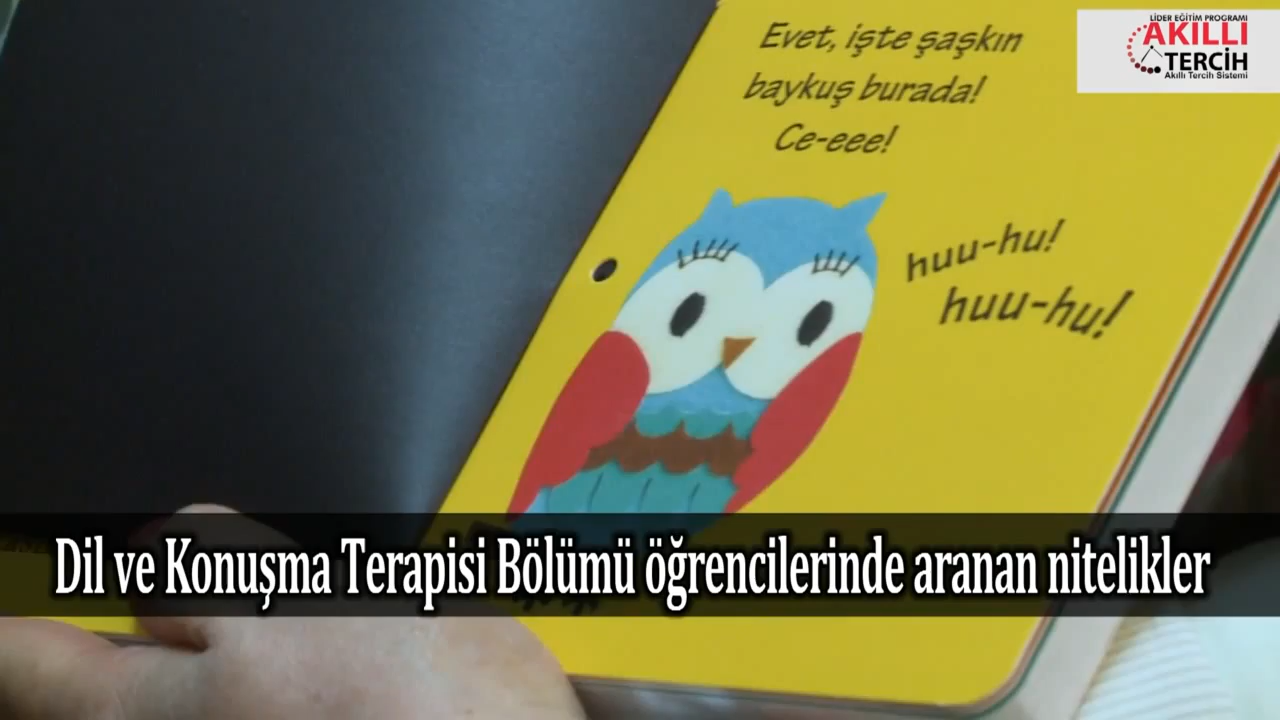 Evet, işte şaşkın
baykuş burada!
Ce-eee!
huu-hu!
huu-hu!
LİDER EĞİTİM PROGRAMI
AKILLI
TERCİH
Akıllı Tercih Sistemi
Dil ve Konuşma Terapisi Bölümü öğrencilerinde aranan nitelikler